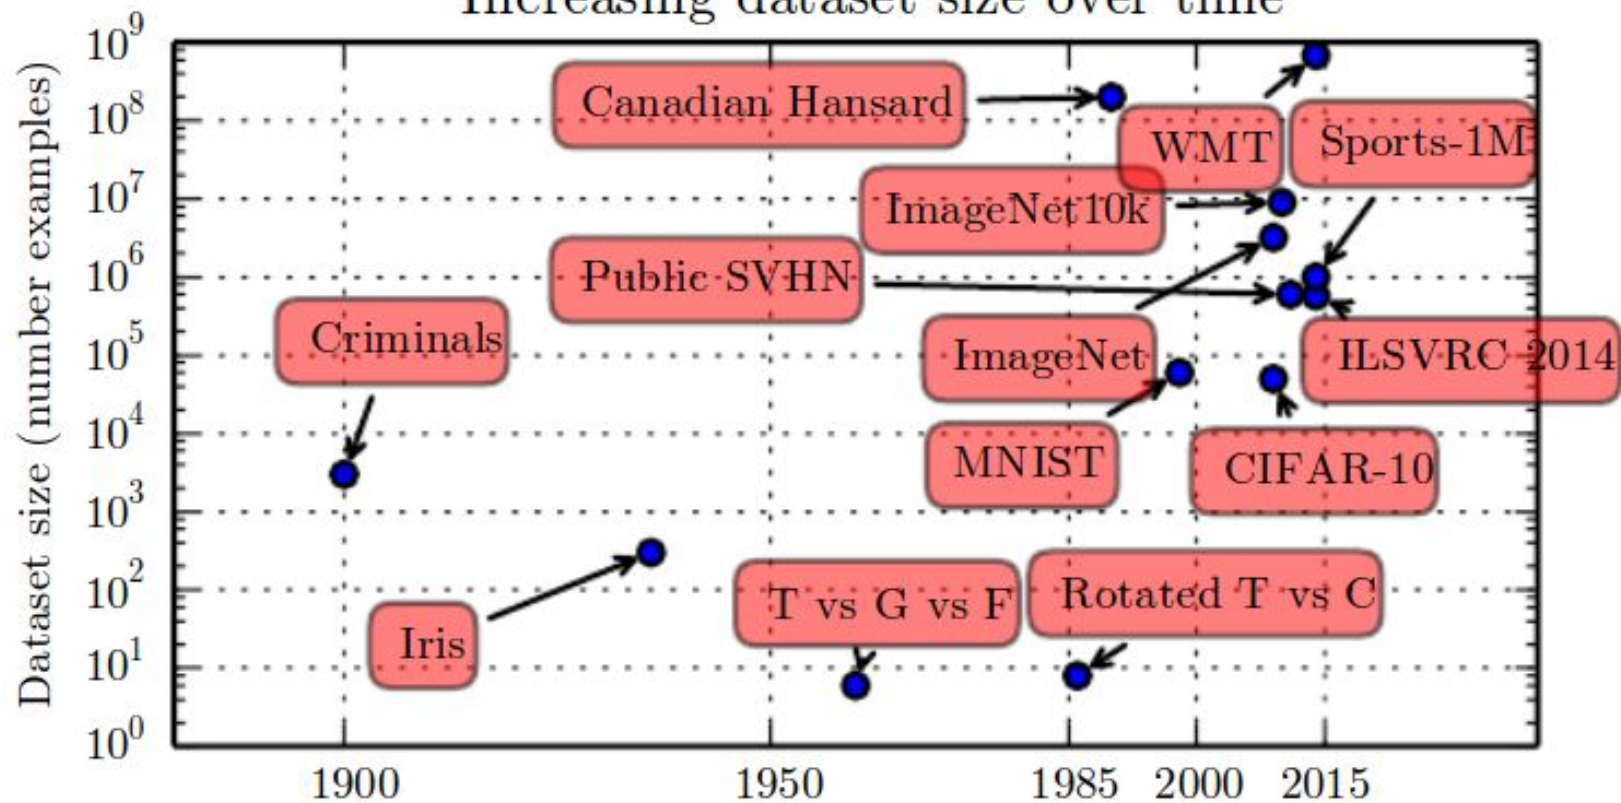 Increasing dataset size over time
Dataset size (number examples)
10^9
10^8
10^7
10^6
10^5
10^4
10^3
10^2
10^1
10^0
Canadian Hansard
WMT
Sports-1M
ImageNet10k
Public SVHN
Criminals
ImageNet
ILSVRC 2014
MNIST
CIFAR-10
T vs G vs F
Rotated T vs C
Iris
1900 1950 1985 2000 2015